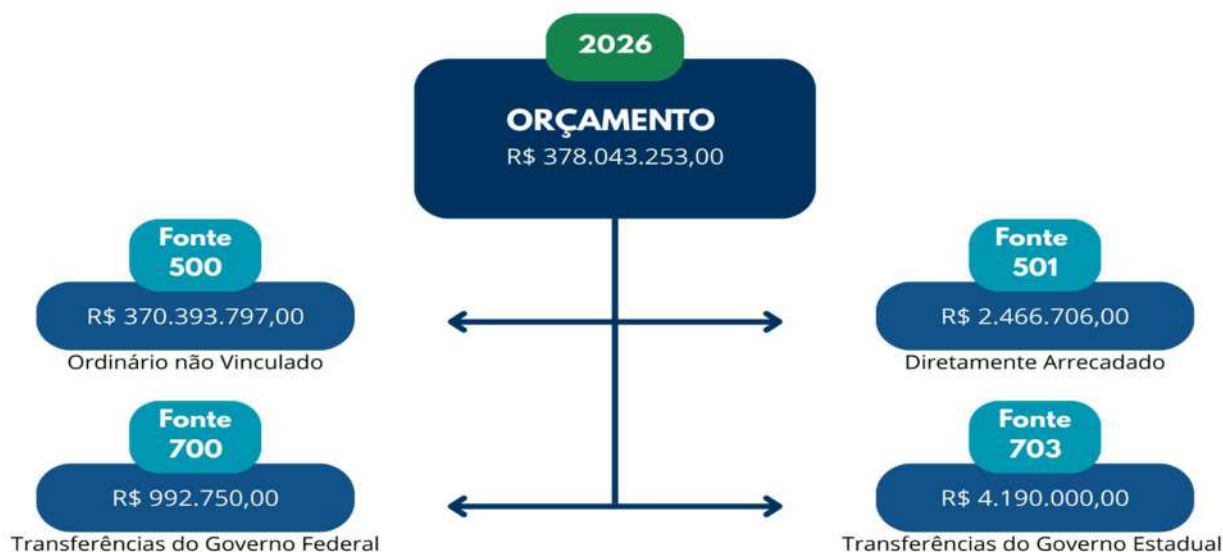 2026
ORÇAMENTO
R$ 378.043.253,00
Fonte
500
R$ 370.393.797,00
Ordinário não Vinculado
Fonte
501
R$ 2.466.706,00
Diretamente Arrecadado
Fonte
700
R$ 992.750,00
Transferências do Governo Federal
Fonte
703
R$ 4.190.000,00
Transferências do Governo Estadual